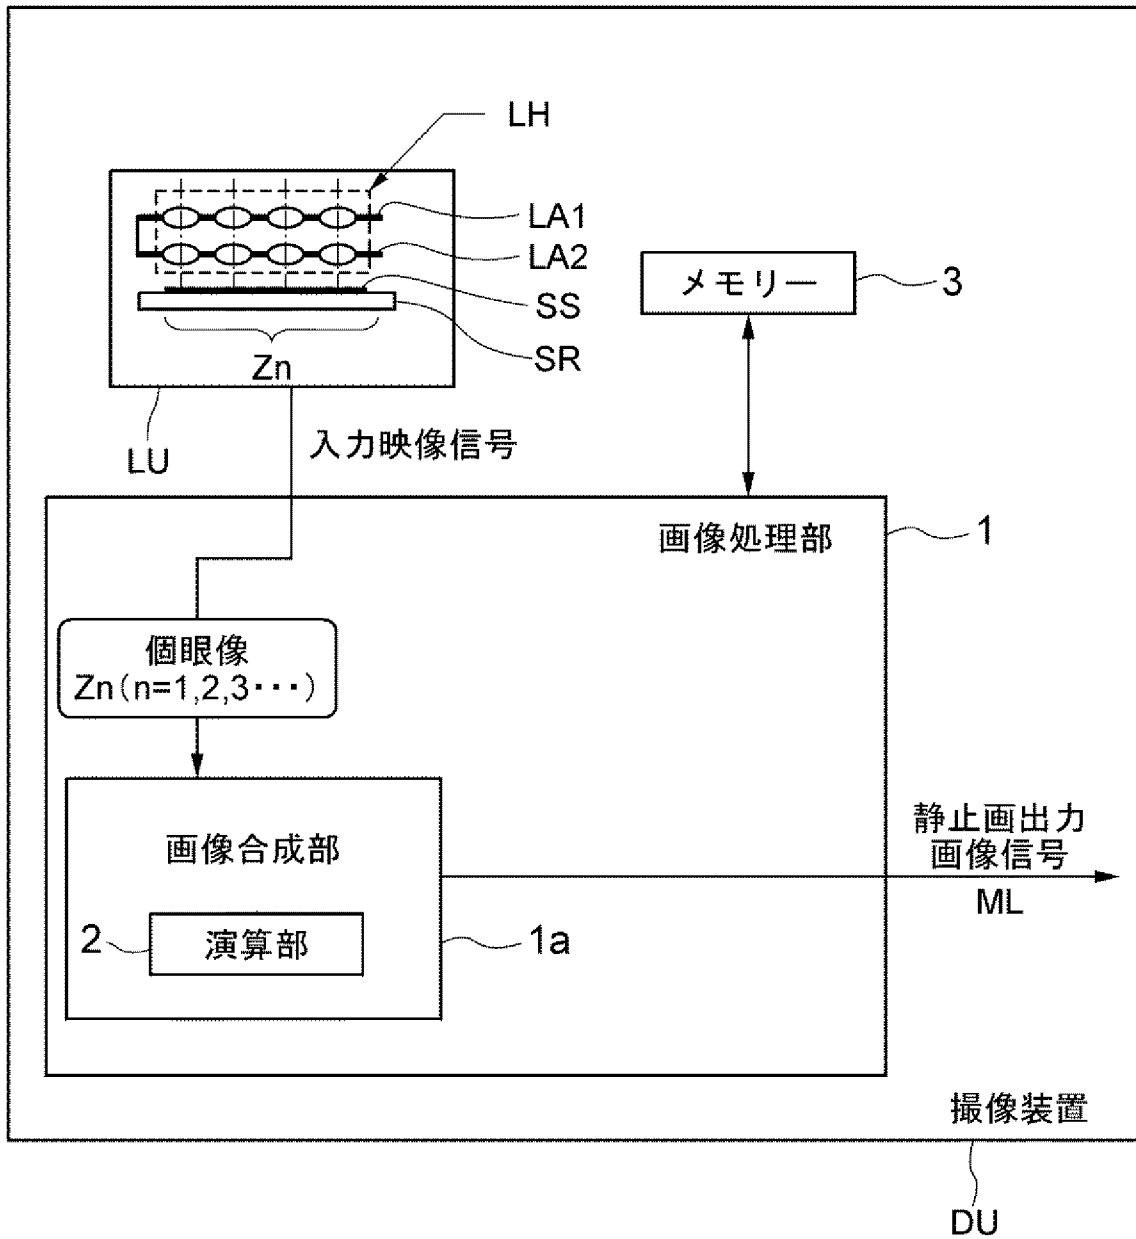 LH
LA1
LA2
SS
SR
Zn
LU
メモリー
3
入力映像信号
画像処理部
1
個眼像
Zn(n=1,2,3・・・)
画像合成部
2
演算部
1a
静止画出力
画像信号
ML
撮像装置
DU